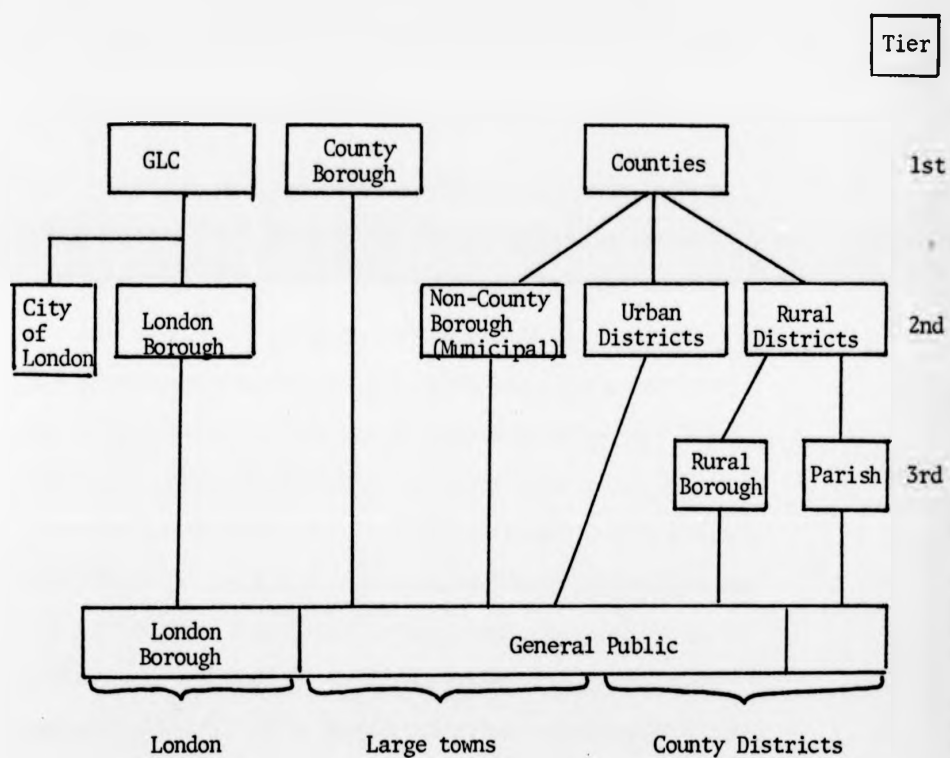 Tier
GLC
County
Borough
Counties
1st
City
of
London
London
Borough
Non-County
Borough
(Municipal)
Urban
Districts
Rural
Districts
2nd
Rural
Borough
Parish
3rd
London
Borough
General Public
London
Large towns
County Districts